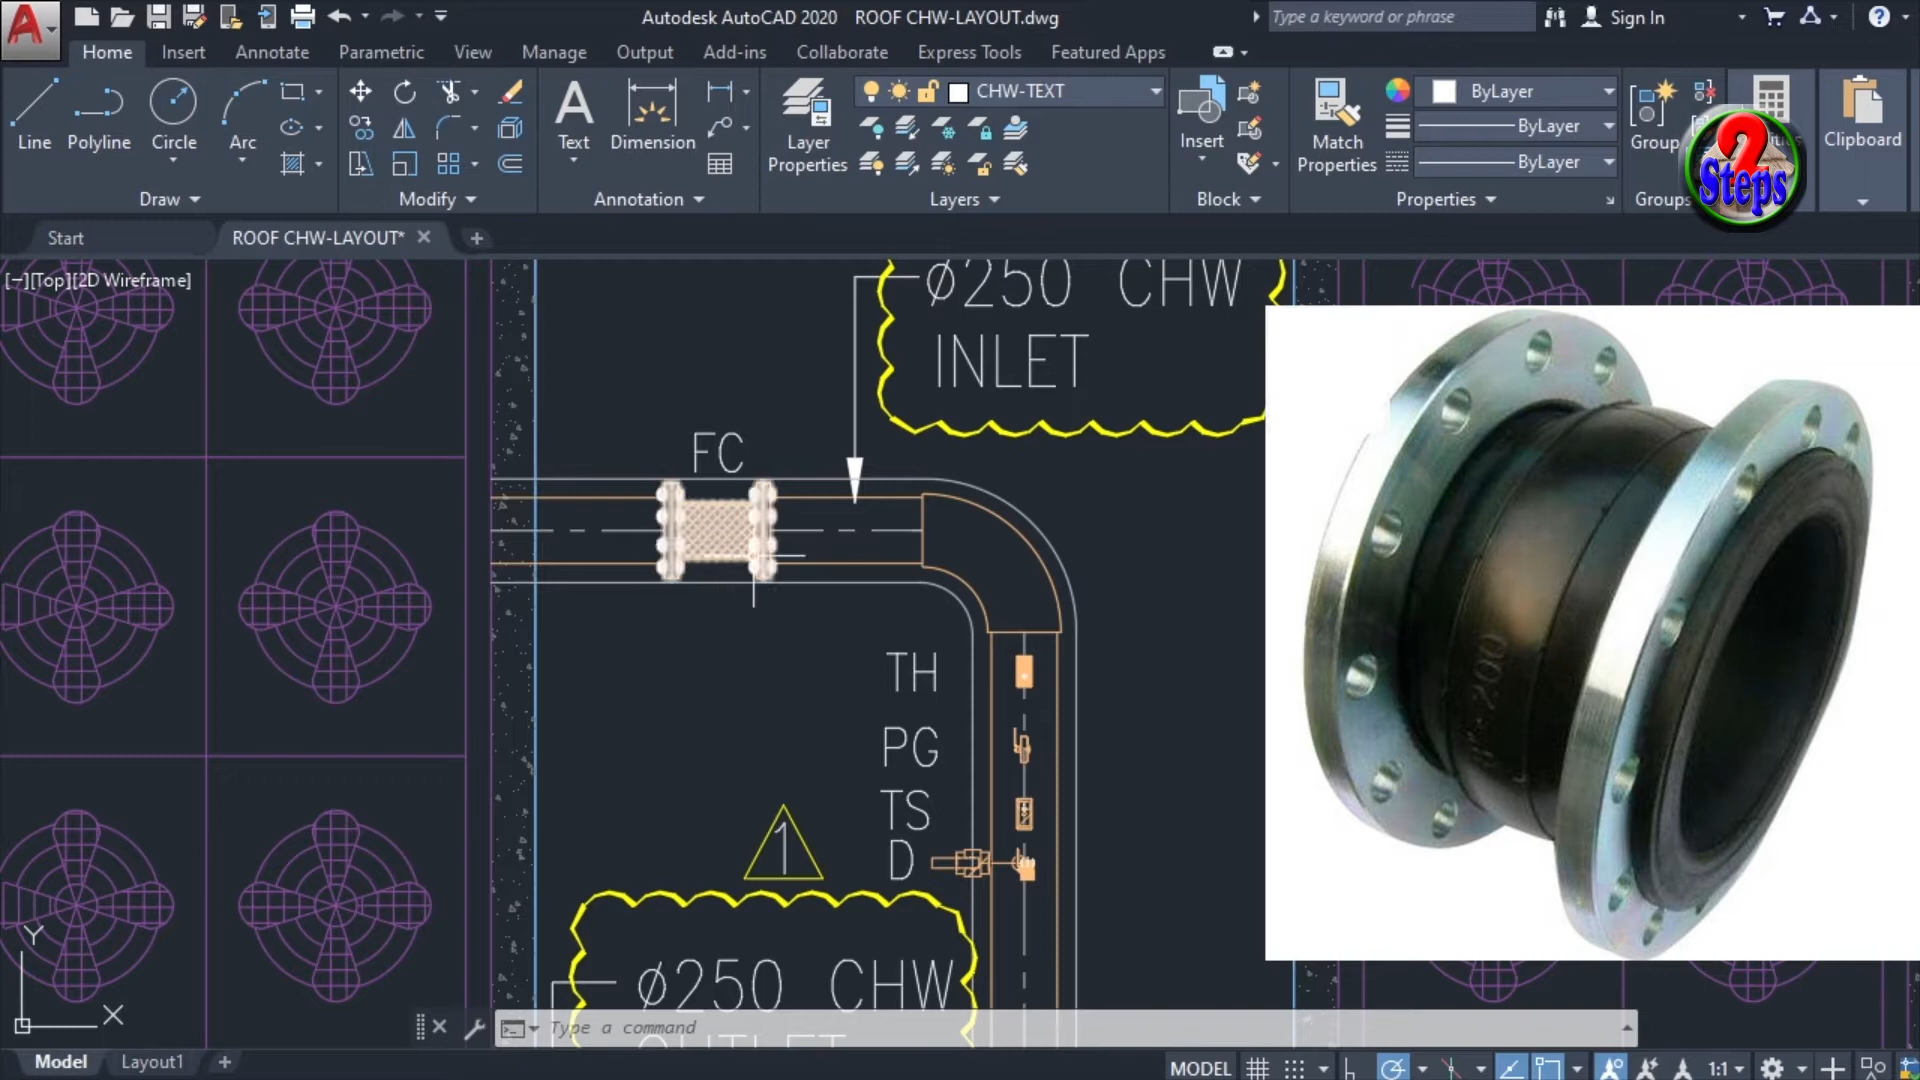 Autodesk AutoCAD 2020 ROOF CHW-LAYOUT.dwg
Type a keyword or phrase
Sign In
Home Insert Annotate Parametric View Manage Output Add-ins Collaborate Express Tools Featured Apps
Line Polyline Circle Arc
Text Dimension
Layer Properties
CHW-TEXT
Insert
Match Properties
ByLayer
ByLayer
ByLayer
Group
Clipboard
2 Steps
Draw Modify Annotation Layers Block Properties Groups
Start ROOF CHW-LAYOUT*
[−][Top][2D Wireframe]
Ø250 CHW
INLET
FC
TH
PG
TS
D
1
200
Ø250 CHW
Y
X
Type a command
Model Layout1
MODEL 1:1